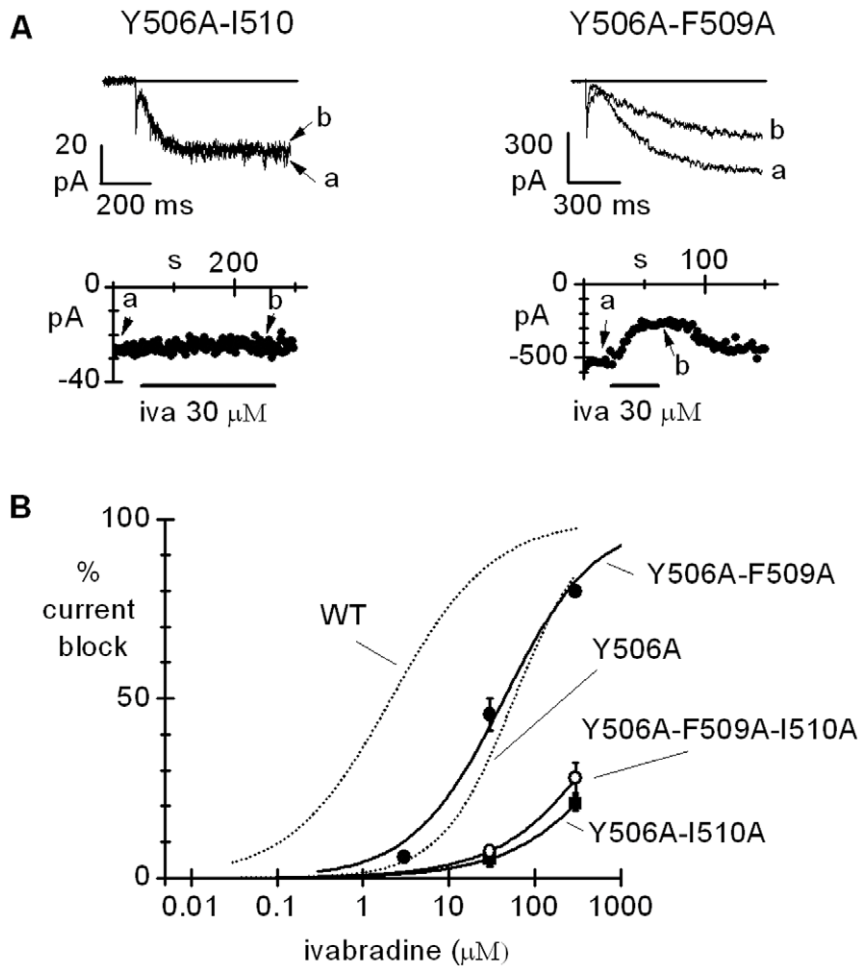 A
Y506A-I510
Y506A-F509A
b
20
a
pA
200 ms
b
300
a
pA
300 ms
s
200
0
a
b
pA
-40
iva 30 μM
s
100
0
a
pA
-500
b
iva 30 μM
B
100
%
current
block
50
0
WT
Y506A-F509A
Y506A
Y506A-F509A-I510A
Y506A-I510A
0.01
0.1
1
10
100
1000
ivabradine (μM)